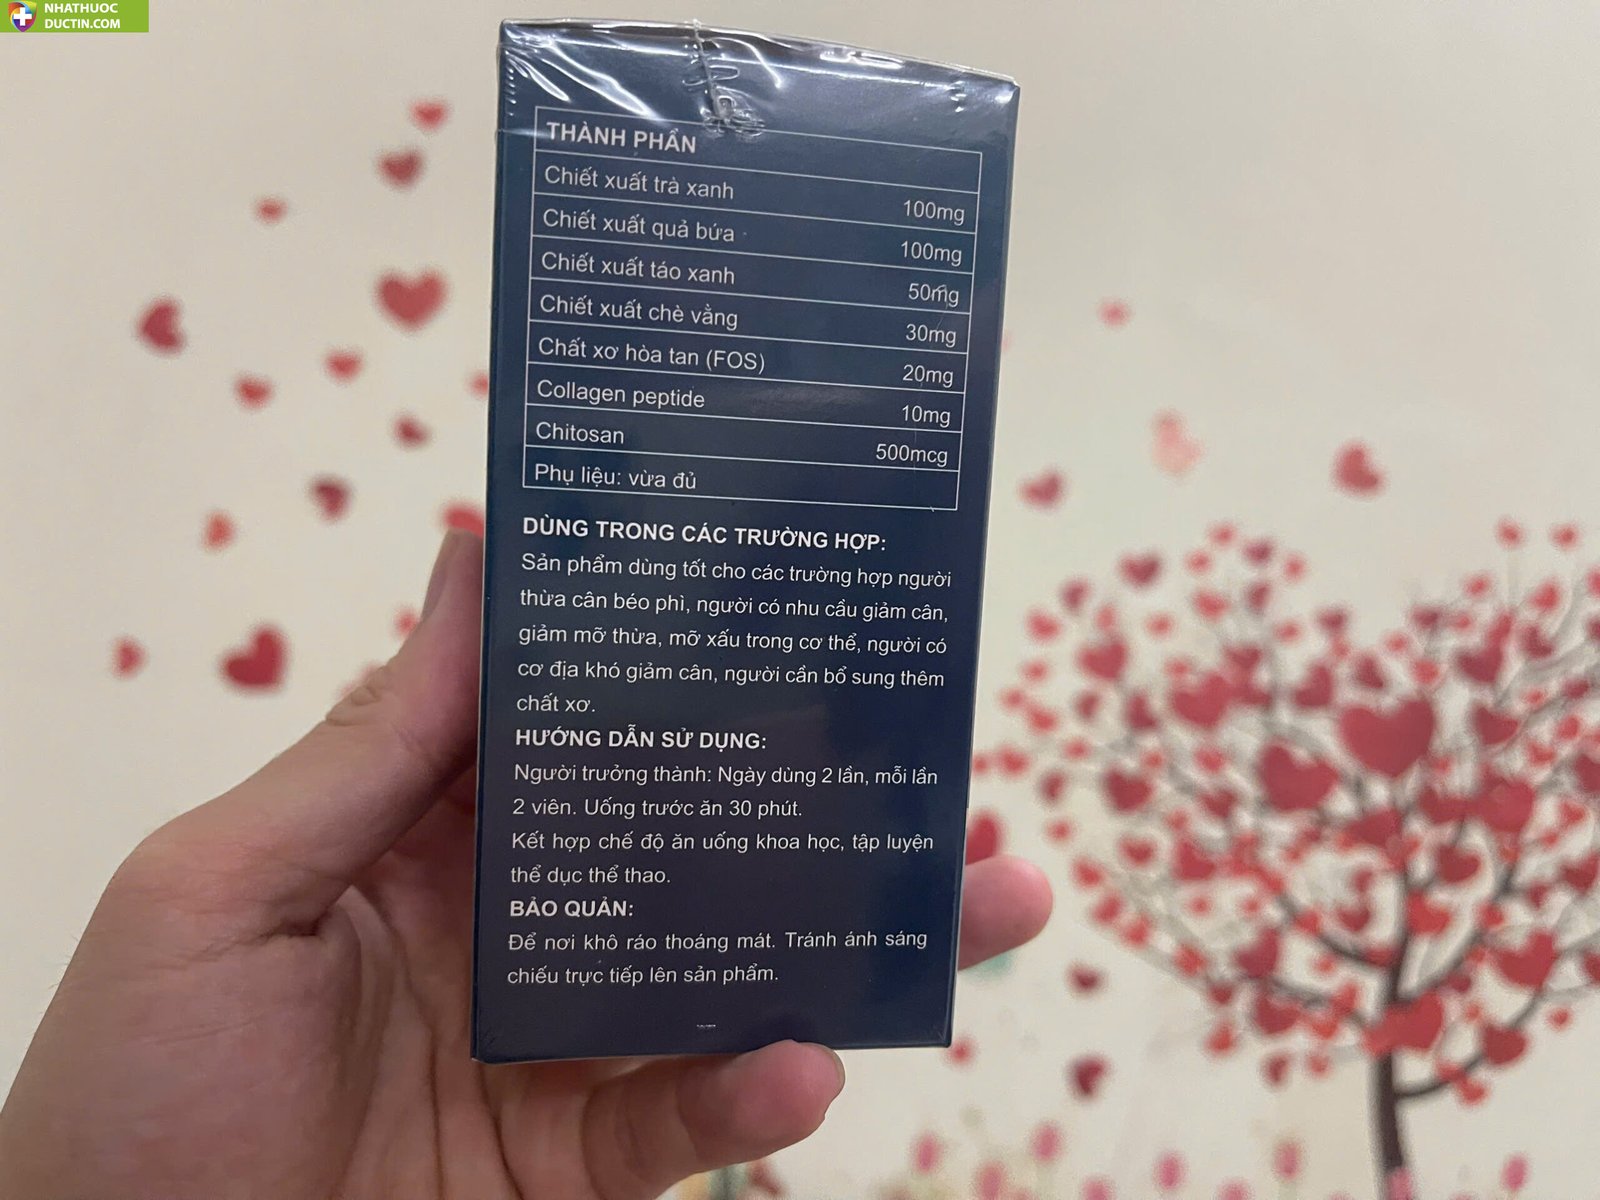 NHATHUOC
DUCTIN.COM
THÀNH PHẦN
Chiết xuất trà xanh 100mg
Chiết xuất quả bứa 100mg
Chiết xuất táo xanh 50mg
Chiết xuất chè vằng 30mg
Chất xơ hòa tan (FOS) 20mg
Collagen peptide 10mg
Chitosan 500mcg
Phụ liệu: vừa đủ
DÙNG TRONG CÁC TRƯỜNG HỢP:
Sản phẩm dùng tốt cho các trường hợp người
thừa cân béo phì, người có nhu cầu giảm cân,
giảm mỡ thừa, mỡ xấu trong cơ thể, người có
cơ địa khó giảm cân, người cần bổ sung thêm
chất xơ.
HƯỚNG DẪN SỬ DỤNG:
Người trưởng thành: Ngày dùng 2 lần, mỗi lần
2 viên. Uống trước ăn 30 phút.
Kết hợp chế độ ăn uống khoa học, tập luyện
thể dục thể thao.
BẢO QUẢN:
Để nơi khô ráo thoáng mát. Tránh ánh sáng
chiếu trực tiếp lên sản phẩm.